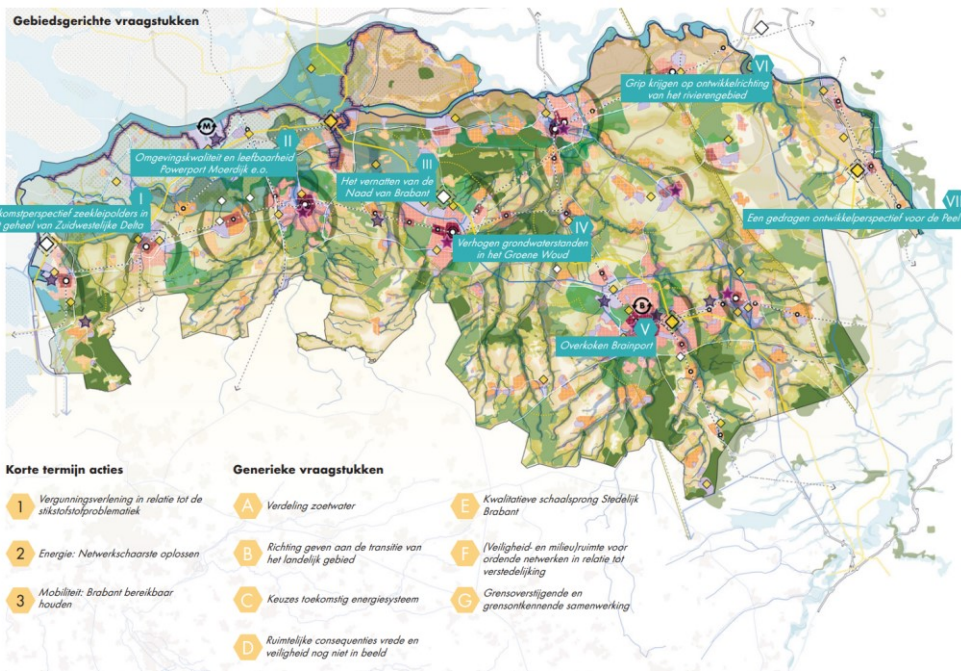 Gebiedsgerichte vraagstukken
VI
Grip krijgen op ontwikkelrichting
van het rivierengebied
M
II
Omgevingskwaliteit en leefbaarheid
Powerport Moerdijk e.o.
III
Het vernatten van de
Naad van Brabant
I
komstperspectief zeekleipolders in
geheel van Zuidwestelijke Delta
VII
Een gedragen ontwikkelperspectief voor de Peel
IV
Verhogen grondwaterstanden
in het Groene Woud
B
V
Overkoken Brainport
Korte termijn acties
1
Vergunningsverlening in relatie tot de
stikstofstofproblematiek
2
Energie: Netwerkschaarste oplossen
3
Mobiliteit: Brabant bereikbaar
houden
Generieke vraagstukken
A
Verdeling zoetwater
B
Richting geven aan de transitie van
het landelijk gebied
C
Keuzes toekomstig energiesysteem
D
Ruimtelijke consequenties vrede en
veiligheid nog niet in beeld
E
Kwalitatieve schaalsprong Stedelijk
Brabant
F
(Veiligheid- en milieu)ruimte voor
ordende netwerken in relatie tot
verstedelijking
G
Grensoverstijgende en
grensontkennende samenwerking